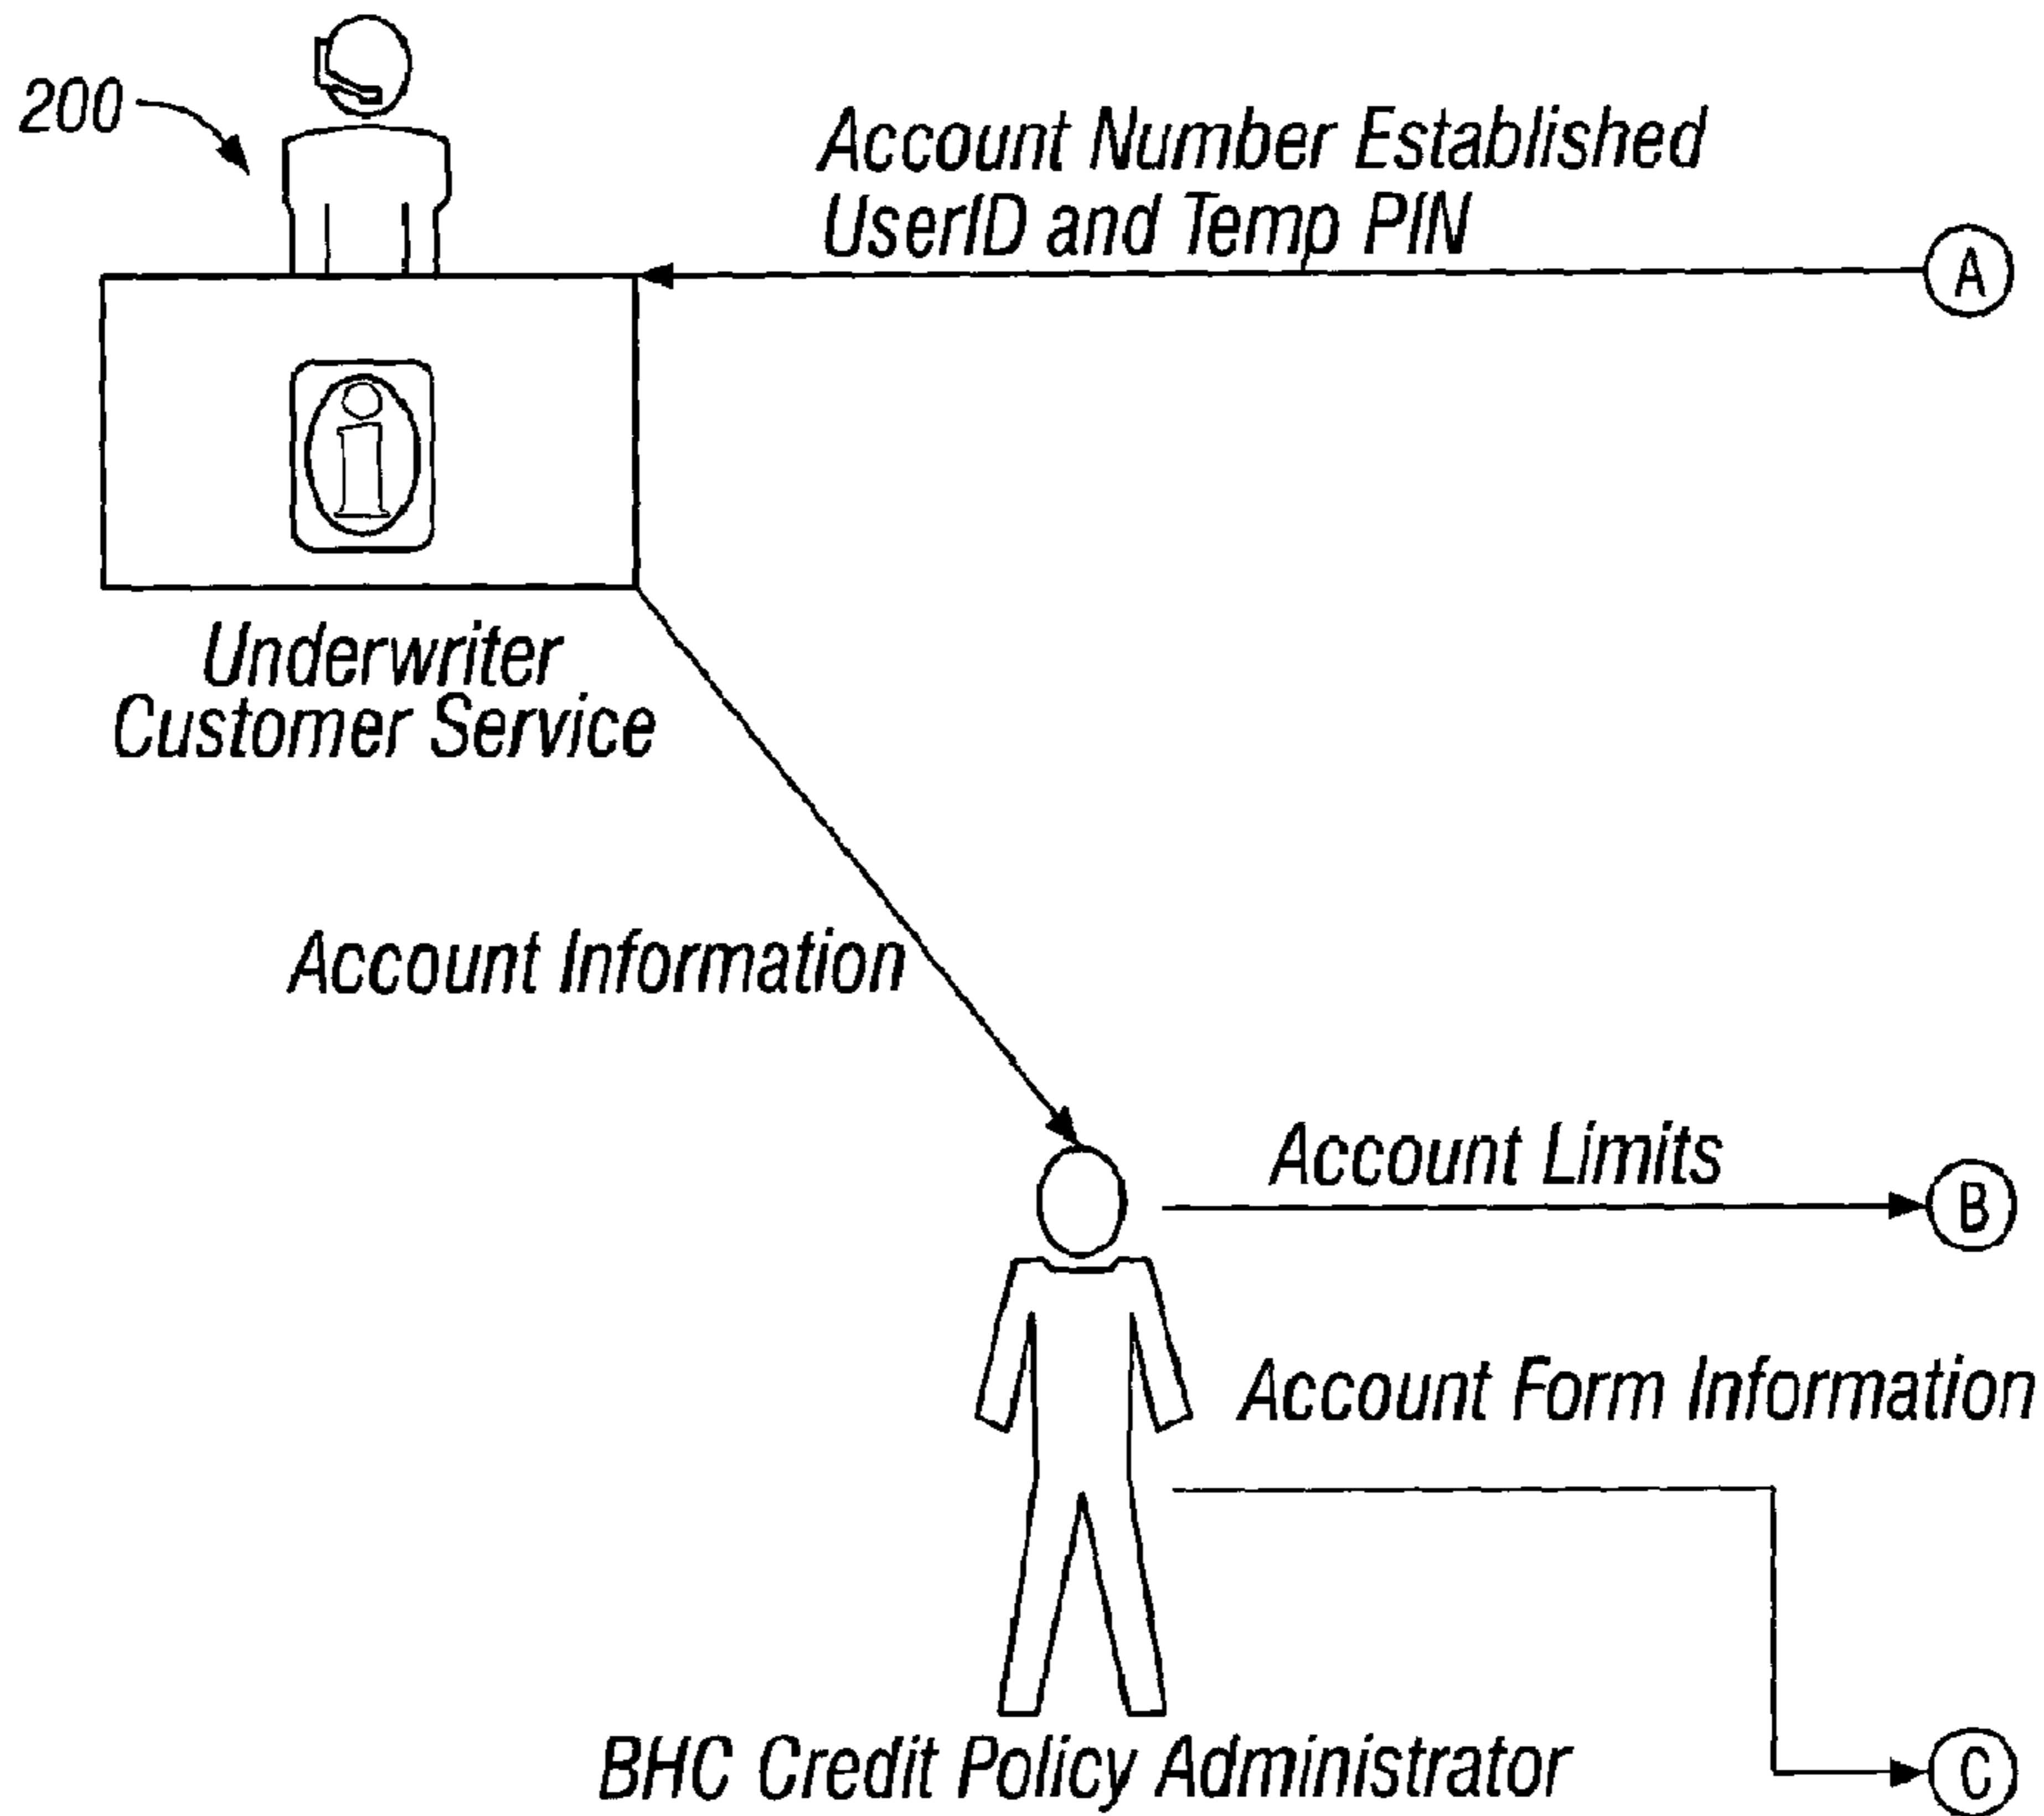 200
Account Number Established
UserID and Temp PIN
A
i
Underwriter
Customer Service
Account Information
Account Limits
B
Account Form Information
BHC Credit Policy Administrator
C